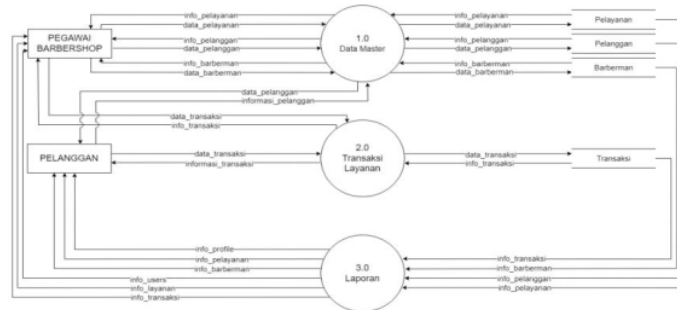 info_pelayanan
data_pelayanan
info_pelanggan
data_pelanggan
info_barberman
data_barberman
PEGAWAI
BARBERSHOP
1.0
Data Master
info_pelayanan
data_pelayanan
info_pelanggan
data_pelanggan
info_barberman
data_barberman
Pelayanan
Pelanggan
Barberman
data_pelanggan
informasi_pelanggan
data_transaksi
info_transaksi
PELANGGAN
data_transaksi
informasi_transaksi
2.0
Transaksi
Layanan
data_transaksi
info_transaksi
Transaksi
info_profile
info_pelayanan
info_barberman
info_users
info_layanan
info_transaksi
3.0
Laporan
info_transaksi
info_barberman
info_pelanggan
info_pelayanan